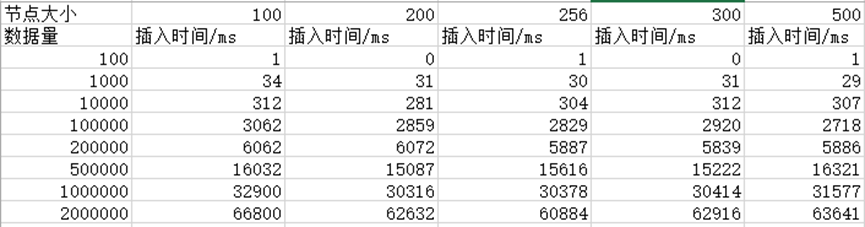 节点大小 100 200 256 300 500
数据量 插入时间/ms 插入时间/ms 插入时间/ms 插入时间/ms 插入时间/ms
100 1 0 1 0 1
1000 34 31 30 31 29
10000 312 281 304 312 307
100000 3062 2859 2829 2920 2718
200000 6062 6072 5887 5839 5886
500000 16032 15087 15616 15222 16321
1000000 32900 30316 30378 30414 31577
2000000 66800 62632 60884 62916 63641